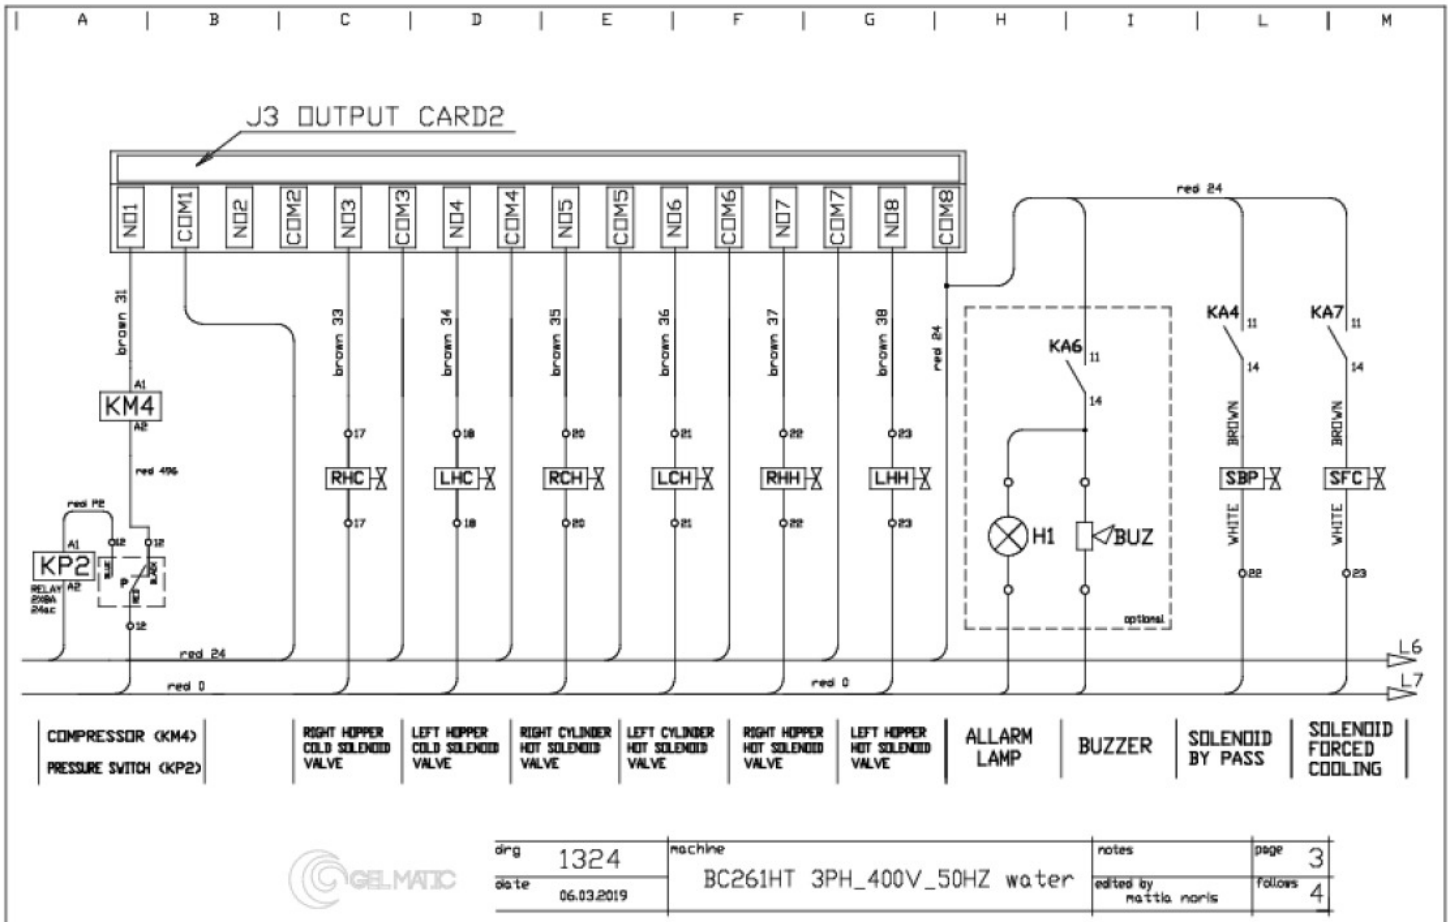 A B C D E F G H I L M
J3 OUTPUT CARD2
NO1 COM1 NO2 COM2 NO3 COM3 NO4 COM4 NO5 COM5 NO6 COM6 NO7 COM7 NO8 COM8
red 24
brown 31
brown 33
brown 34
brown 35
brown 36
brown 37
brown 38
red 24
KA4 11
KA7 11
KA6 11
14
14
14
A1
KM4
A2
BROWN
BROWN
17
18
20
21
22
23
red 496
RHC
LHC
RCH
LCH
RHH
LHH
SBP
SFC
red P2
17
18
20
21
22
23
WHITE
WHITE
A1
12
12
KP2
A2
BLUE
P
BLACK
RED
RELAY
2X8A
24ac
H1
BUZ
22
23
12
optional
red 24
L6
red 0
red 0
L7
COMPRESSOR (KM4)
PRESSURE SWITCH (KP2)
RIGHT HOPPER
COLD SOLENOID
VALVE
LEFT HOPPER
COLD SOLENOID
VALVE
RIGHT CYLINDER
HOT SOLENOID
VALVE
LEFT CYLINDER
HOT SOLENOID
VALVE
RIGHT HOPPER
HOT SOLENOID
VALVE
LEFT HOPPER
HOT SOLENOID
VALVE
ALLARM
LAMP
BUZZER
SOLENOID
BY PASS
SOLENOID
FORCED
COOLING
GELMATIC
drg 1324
date 06.03.2019
machine
BC261HT 3PH_400V_50HZ water
notes
edited by
mattia noris
page 3
follows 4